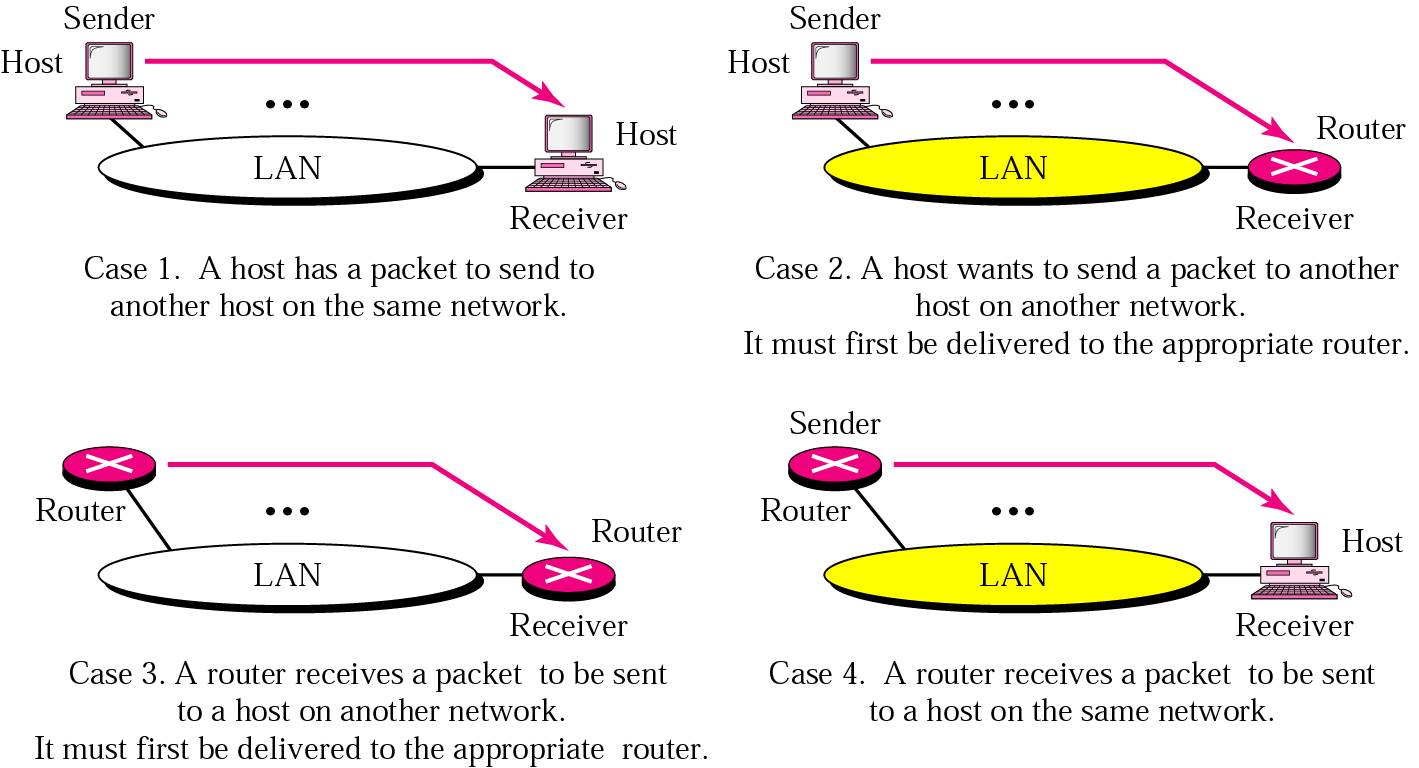 Sender
Host
LAN
Host
Receiver
Case 1.  A host has a packet to send to
another host on the same network.
Sender
Host
LAN
Router
Receiver
Case 2. A host wants to send a packet to another
host on another network.
It must first be delivered to the appropriate router.
Router
LAN
Router
Receiver
Case 3. A router receives a packet  to be sent
to a host on another network.
It must first be delivered to the appropriate  router.
Sender
Router
LAN
Host
Receiver
Case 4.  A router receives a packet  to be sent
to a host on the same network.